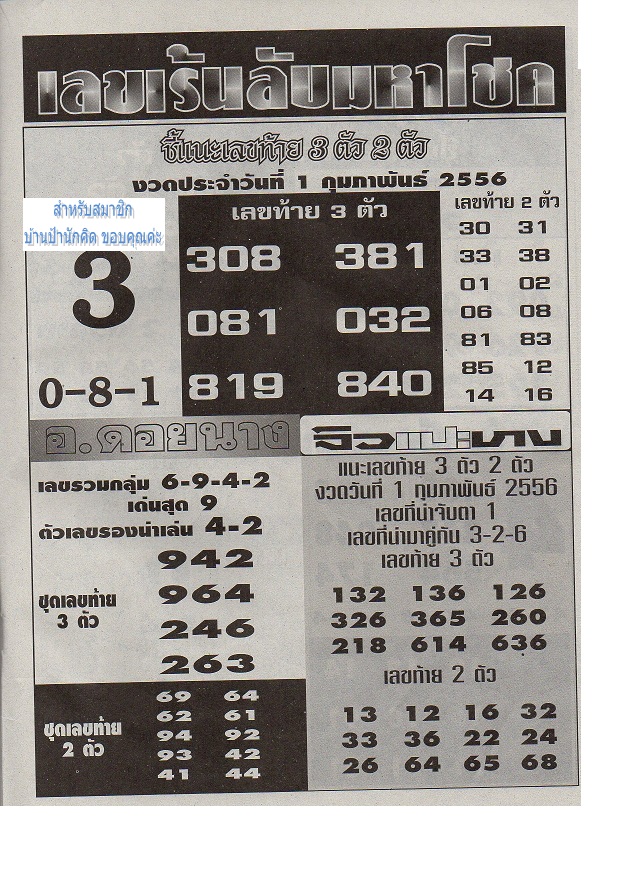 เลขเร้นลับมหาโชค
ชี้แนะเลขท้าย 3 ตัว 2 ตัว
งวดประจำวันที่ 1 กุมภาพันธ์ 2556
สำหรับสมาชิก
บ้านป้านักคิด ขอบคุณค่ะ
3
0-8-1
เลขท้าย 3 ตัว
308 381
081 032
819 840
เลขท้าย 2 ตัว
30 31
33 38
01 02
06 08
81 83
85 12
14 16
อ.ดอยนาง
เลขรวมกลุ่ม 6-9-4-2
เด่นสุด 9
ตัวเลขรองน่าเล่น 4-2
ชุดเลขท้าย
3 ตัว
942
964
246
263
ชุดเลขท้าย
2 ตัว
69 64
62 61
94 92
93 42
41 44
จิ๋วแปะหาง
แนะเลขท้าย 3 ตัว 2 ตัว
งวดวันที่ 1 กุมภาพันธ์ 2556
เลขที่น่าจับตา 1
เลขที่นำมาคู่กัน 3-2-6
เลขท้าย 3 ตัว
132 136 126
326 365 260
218 614 636
เลขท้าย 2 ตัว
13 12 16 32
33 36 22 24
26 64 65 68